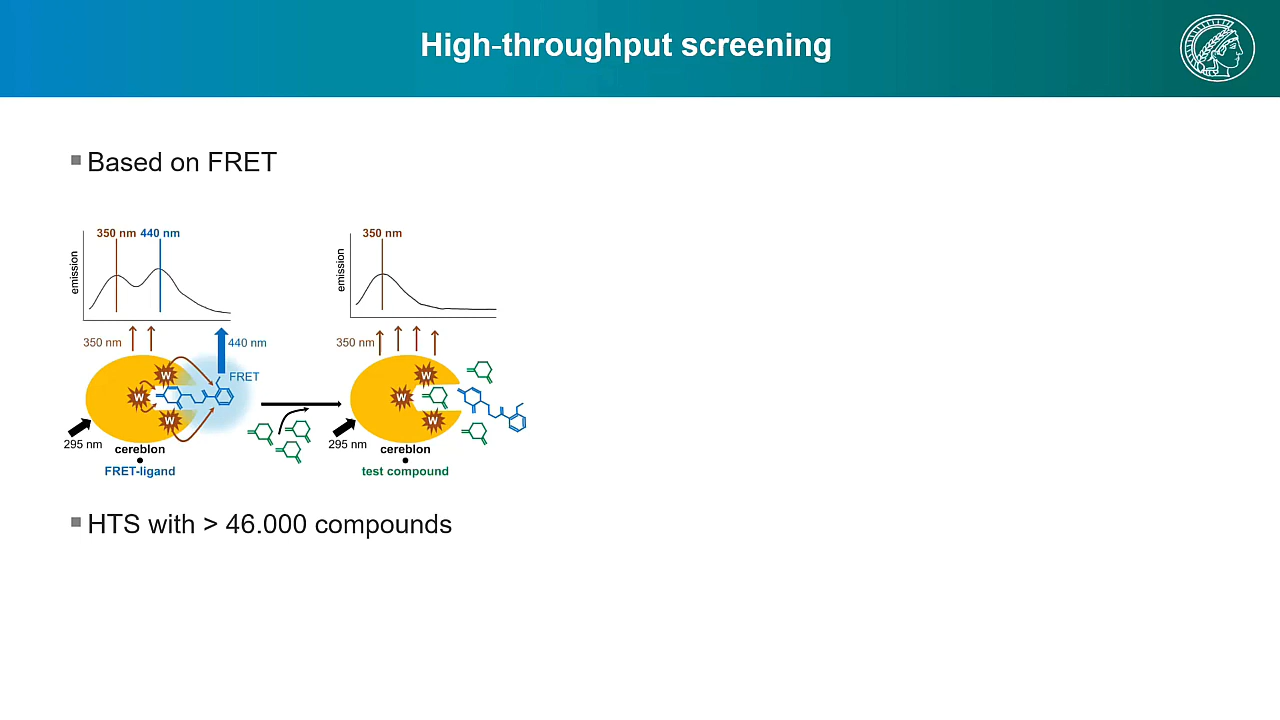 High-throughput screening
Based on FRET
350 nm 440 nm
emission
350 nm
440 nm
FRET
W
W
W
295 nm
cereblon
FRET-ligand
350 nm
emission
350 nm
W
W
W
295 nm
cereblon
test compound
HTS with > 46.000 compounds